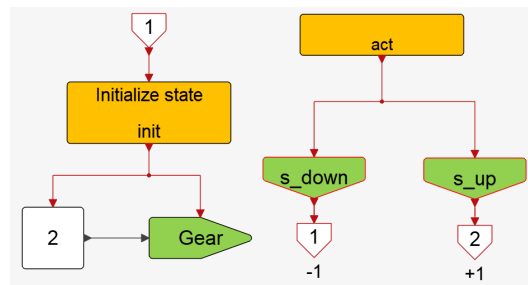 1
Initialize state
init
2
Gear
act
s_down
s_up
1
2
-1
+1